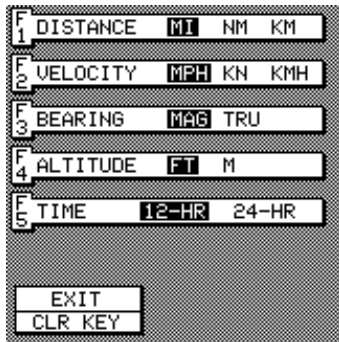 F1 DISTANCE MI NM KM
F2 VELOCITY MPH KN KMH
F3 BEARING MAG TRU
F4 ALTITUDE FT M
F5 TIME 12-HR 24-HR
EXIT
CLR KEY